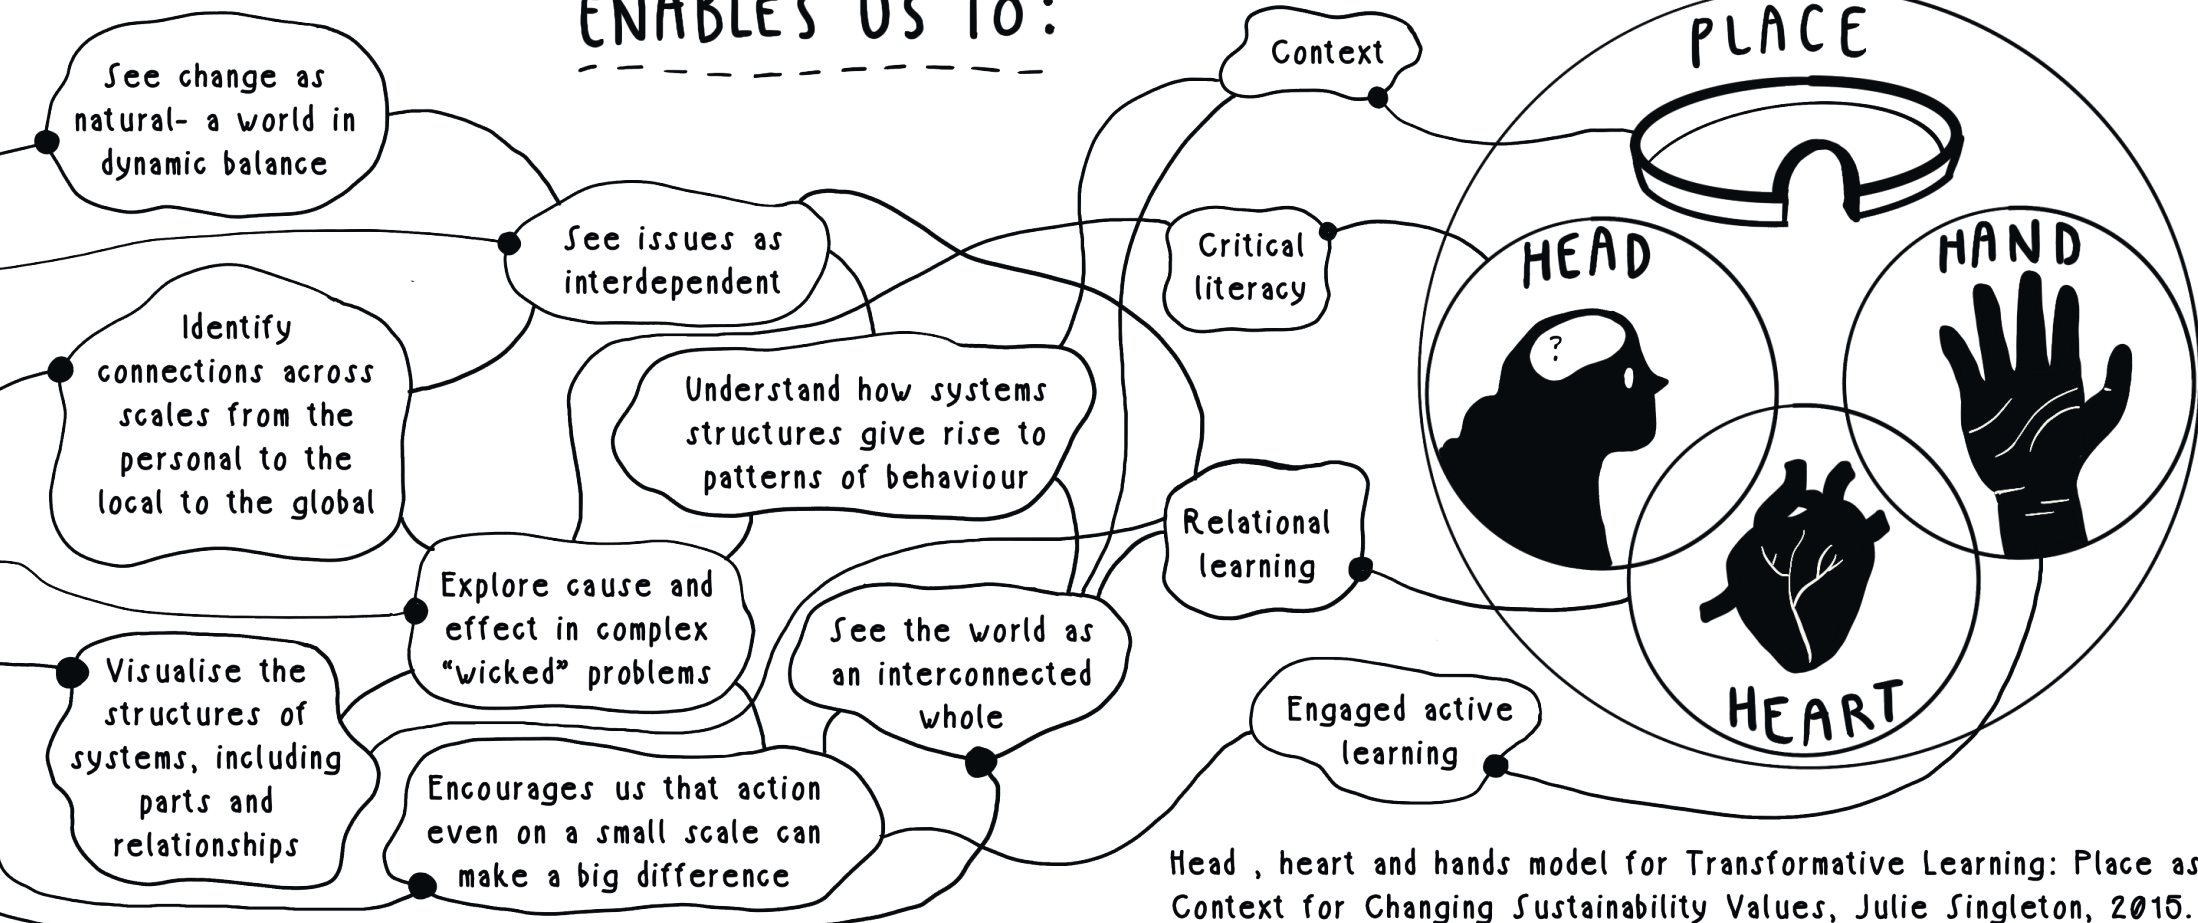 ENABLES US TO:
See change as
natural- a world in
dynamic balance
See issues as
interdependent
Identify
connections across
scales from the
personal to the
local to the global
Understand how systems
structures give rise to
patterns of behaviour
Explore cause and
effect in complex
“wicked” problems
See the world as
an interconnected
whole
Visualise the
structures of
systems, including
parts and
relationships
Encourages us that action
even on a small scale can
make a big difference
Context
Critical
literacy
Relational
learning
Engaged active
learning
PLACE
HEAD
?
HAND
HEART
Head , heart and hands model for Transformative Learning: Place as
Context for Changing Sustainability Values, Julie Singleton, 2015.